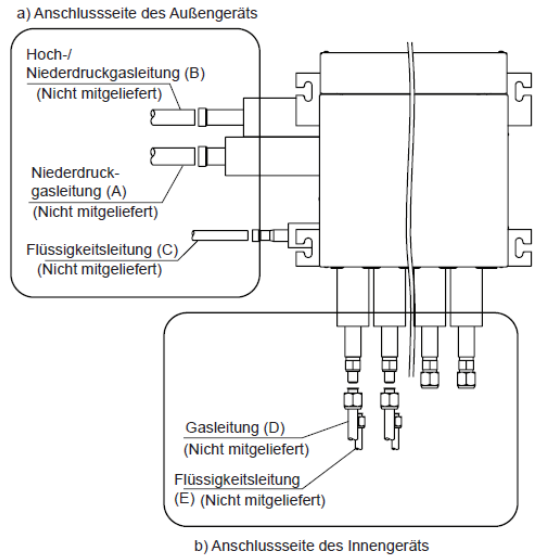 a) Anschlussseite des Außengeräts
Hoch-/
Niederdruckgasleitung (B)
(Nicht mitgeliefert)
Niederdruck-
gasleitung (A)
(Nicht mitgeliefert)
Flüssigkeitsleitung (C)
(Nicht mitgeliefert)
Gasleitung (D)
(Nicht mitgeliefert)
Flüssigkeitsleitung
(E) (Nicht mitgeliefert)
b) Anschlussseite des Innengeräts